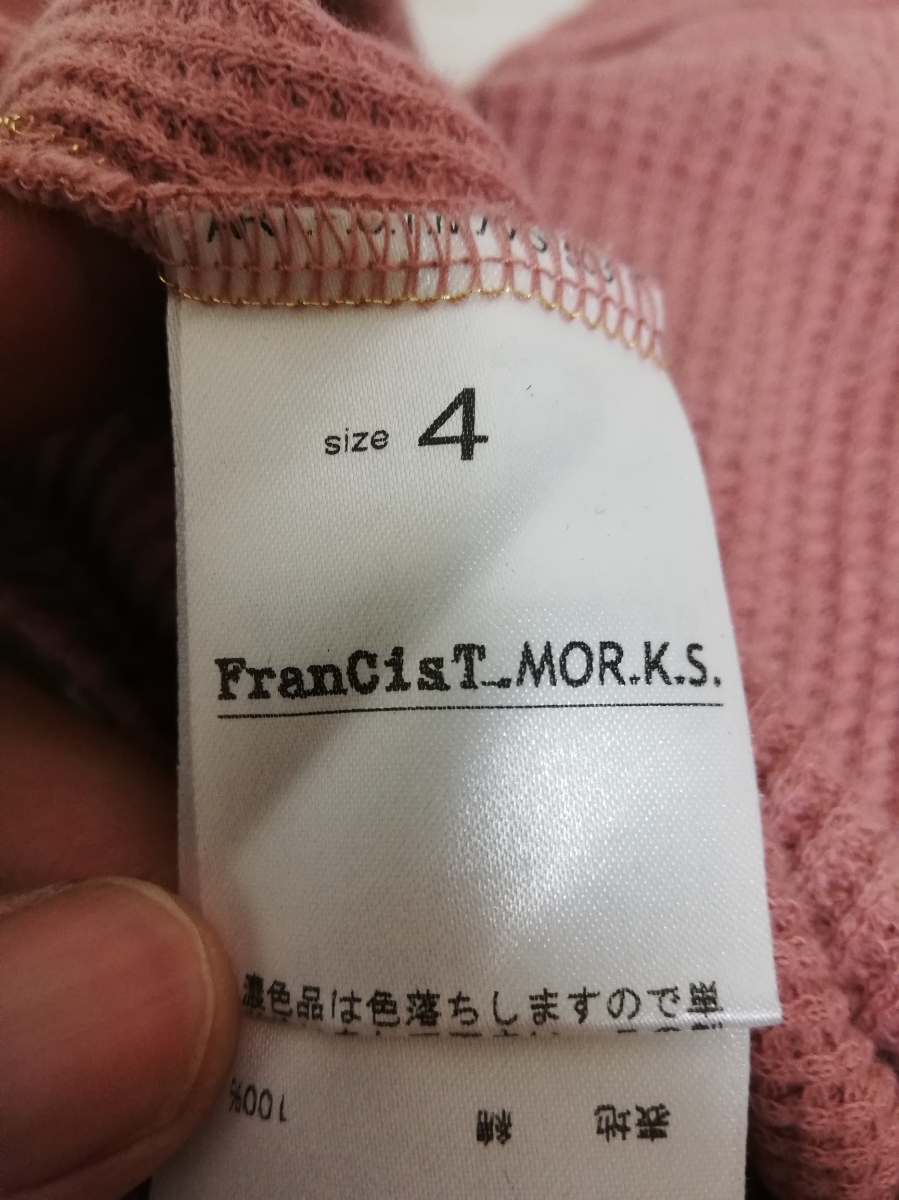 size 4
FranCisT_MOR.K.S.
濃色品は色落ちしますので単
表地 綿 100%